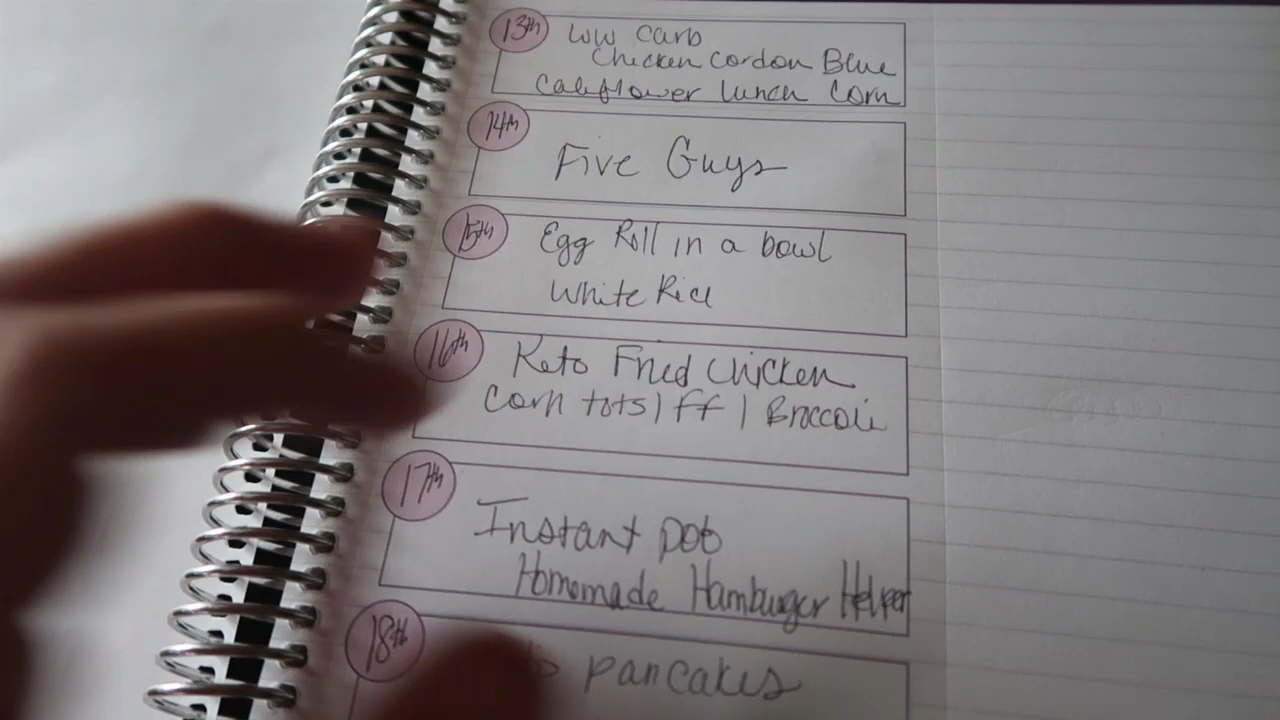 13th
Low carb
Chicken Cordon Blue
Cauliflower lunch Corn
14th
Five Guys
15th
Egg Roll in a bowl
White Rice
16th
Keto Fried Chicken
Corn tots | ff | Broccoli
17th
Instant pot
Homemade Hamburger Helper
18th
pancakes